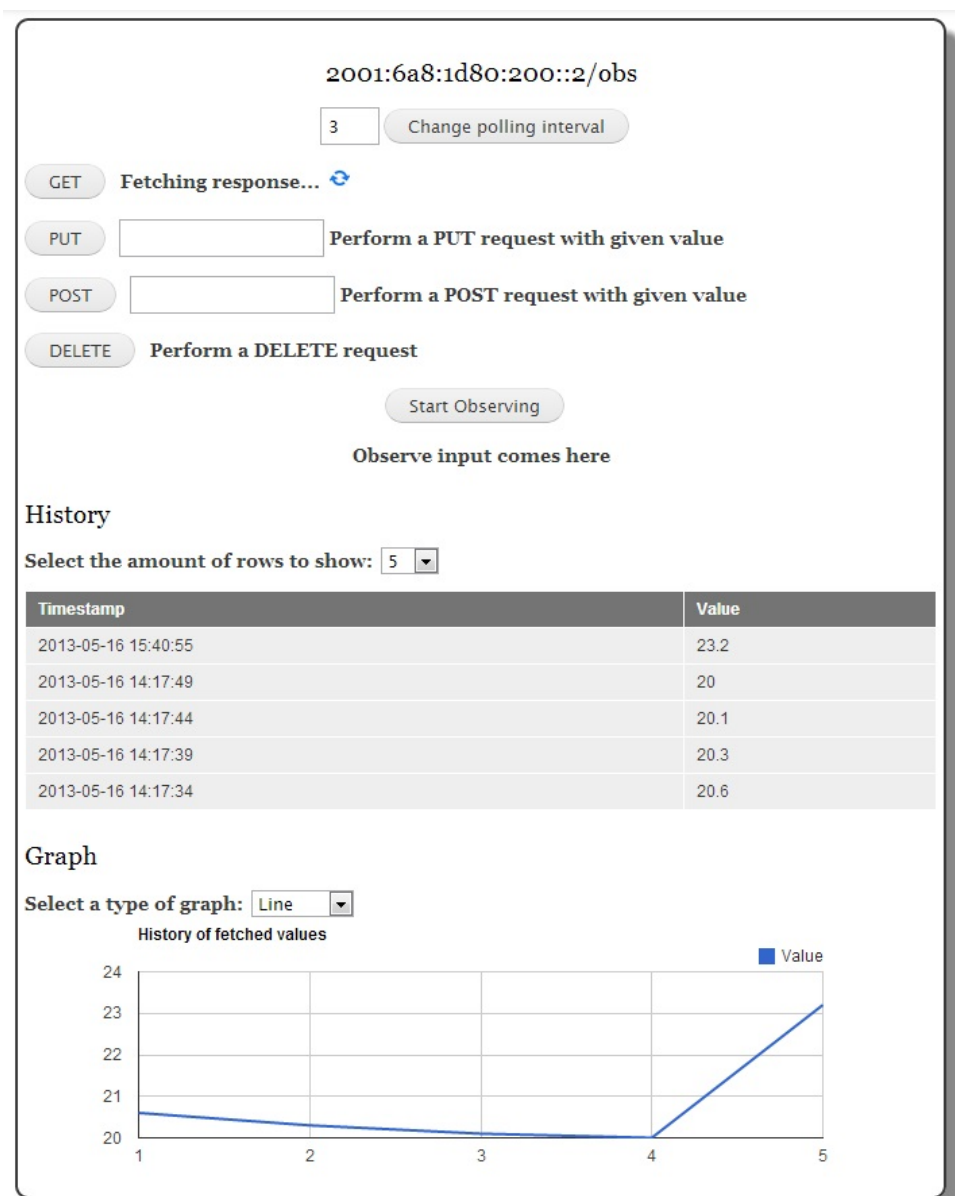 2001:6a8:1d80:200::2/obs
3 Change polling interval
GET Fetching response...
PUT Perform a PUT request with given value
POST Perform a POST request with given value
DELETE Perform a DELETE request
Start Observing
Observe input comes here
History
Select the amount of rows to show: 5
Timestamp Value
2013-05-16 15:40:55 23.2
2013-05-16 14:17:49 20
2013-05-16 14:17:44 20.1
2013-05-16 14:17:39 20.3
2013-05-16 14:17:34 20.6
Graph
Select a type of graph: Line
History of fetched values
Value
24
23
22
21
20
1 2 3 4 5